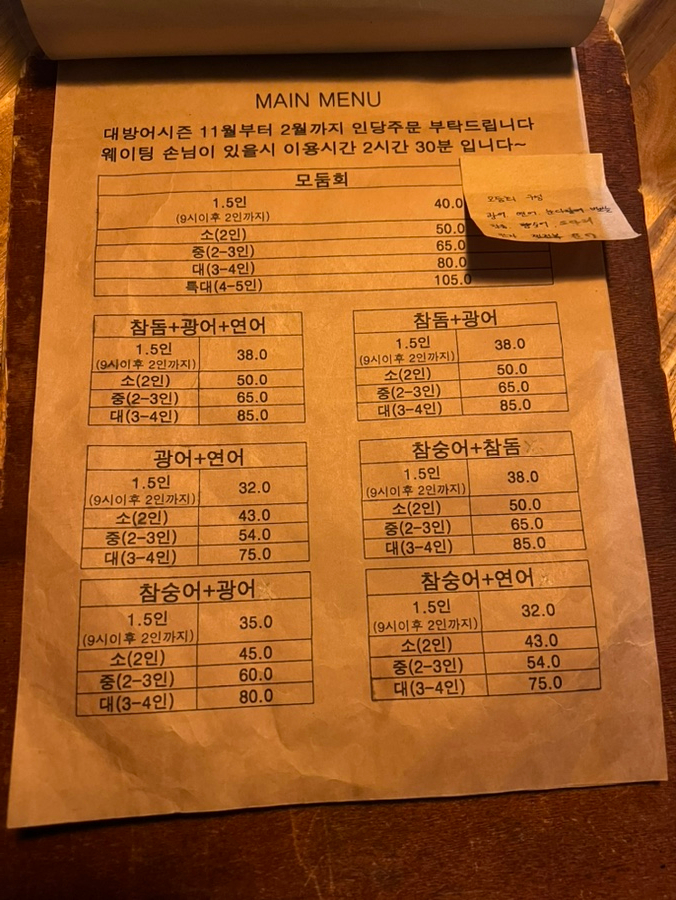 MAIN MENU
대방어시즌 11월부터 2월까지 인당주문 부탁드립니다
웨이팅 손님이 있을시 이용시간 2시간 30분 입니다~
모둠회
1.5인 40.0
(9시이후 2인까지)
소(2인) 50.0
중(2-3인) 65.0
대(3-4인) 80.0
특대(4-5인) 105.0
모둠회 구성
광어 연어
참돔+광어+연어
1.5인 38.0
(9시이후 2인까지)
소(2인) 50.0
중(2-3인) 65.0
대(3-4인) 85.0
참돔+광어
1.5인 38.0
(9시이후 2인까지)
소(2인) 50.0
중(2-3인) 65.0
대(3-4인) 85.0
광어+연어
1.5인 32.0
(9시이후 2인까지)
소(2인) 43.0
중(2-3인) 54.0
대(3-4인) 75.0
참숭어+참돔
1.5인 38.0
(9시이후 2인까지)
소(2인) 50.0
중(2-3인) 65.0
대(3-4인) 85.0
참숭어+광어
1.5인 35.0
(9시이후 2인까지)
소(2인) 45.0
중(2-3인) 60.0
대(3-4인) 80.0
참숭어+연어
1.5인 32.0
(9시이후 2인까지)
소(2인) 43.0
중(2-3인) 54.0
대(3-4인) 75.0